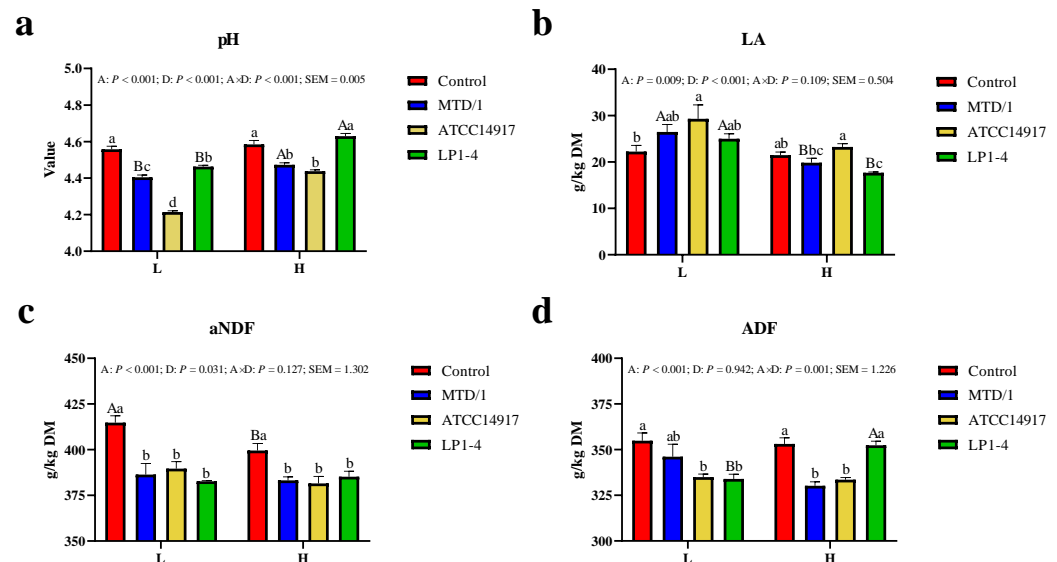 a
pH
A: P < 0.001; D: P < 0.001; A×D: P < 0.001; SEM = 0.005
Value
5.0
4.8
4.6
4.4
4.2
4.0
a
Bc
d
Bb
a
Ab
b
Aa
L
H
Control
MTD/1
ATCC14917
LP1-4
b
LA
A: P = 0.009; D: P < 0.001; A×D: P = 0.109; SEM = 0.504
g/kg DM
40
30
20
10
0
b
Aab
a
Aab
ab
Bbc
a
Bc
L
H
Control
MTD/1
ATCC14917
LP1-4
c
aNDF
A: P < 0.001; D: P = 0.031; A×D: P = 0.127; SEM = 1.302
g/kg DM
450
425
400
375
350
Aa
b
b
b
Ba
b
b
b
L
H
Control
MTD/1
ATCC14917
LP1-4
d
ADF
A: P < 0.001; D: P = 0.942; A×D: P = 0.001; SEM = 1.226
g/kg DM
400
375
350
325
300
a
ab
b
Bb
a
b
b
Aa
L
H
Control
MTD/1
ATCC14917
LP1-4